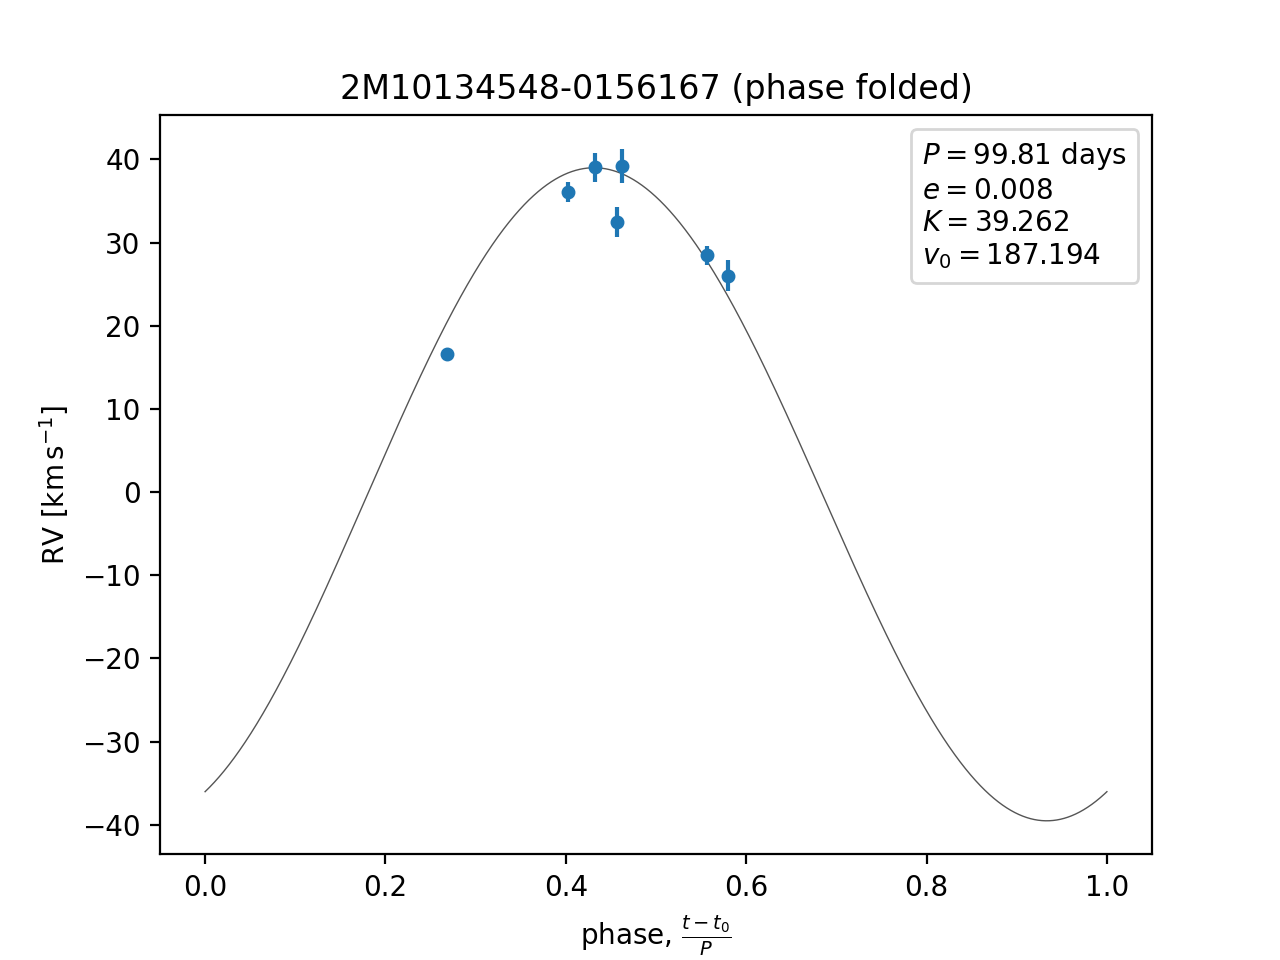 2M10134548-0156167 (phase folded)
P = 99.81 days
e = 0.008
K = 39.262
v₀ = 187.194
RV [km s⁻¹]
40
30
20
10
0
−10
−20
−30
−40
0.0 0.2 0.4 0.6 0.8 1.0
phase, (t − t₀)/P